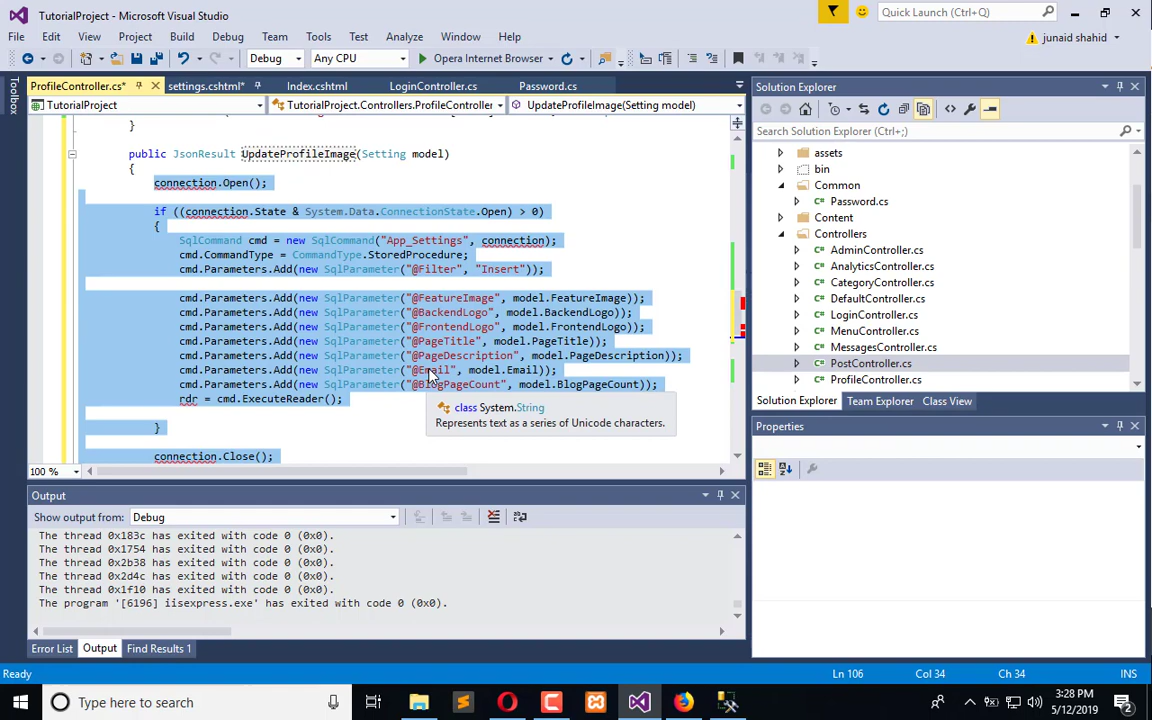 TutorialProject - Microsoft Visual Studio
Quick Launch (Ctrl+Q)
File Edit View Project Build Debug Team Tools Test Analyze Window Help
junaid shahid
Debug Any CPU Opera Internet Browser
Toolbox
ProfileController.cs* settings.cshtml* Index.cshtml LoginController.cs Password.cs
TutorialProject TutorialProject.Controllers.ProfileController UpdateProfileImage(Setting model)
}
public JsonResult UpdateProfileImage(Setting model)
{
connection.Open();
if ((connection.State & System.Data.ConnectionState.Open) > 0)
{
SqlCommand cmd = new SqlCommand("App_Settings", connection);
cmd.CommandType = CommandType.StoredProcedure;
cmd.Parameters.Add(new SqlParameter("@Filter", "Insert"));
cmd.Parameters.Add(new SqlParameter("@FeatureImage", model.FeatureImage));
cmd.Parameters.Add(new SqlParameter("@BackendLogo", model.BackendLogo));
cmd.Parameters.Add(new SqlParameter("@FrontendLogo", model.FrontendLogo));
cmd.Parameters.Add(new SqlParameter("@PageTitle", model.PageTitle));
cmd.Parameters.Add(new SqlParameter("@PageDescription", model.PageDescription));
cmd.Parameters.Add(new SqlParameter("@Email", model.Email));
cmd.Parameters.Add(new SqlParameter("@BlogPageCount", model.BlogPageCount));
rdr = cmd.ExecuteReader();
class System.String
Represents text as a series of Unicode characters.
}
connection.Close();
100 %
Solution Explorer
Search Solution Explorer (Ctrl+;)
assets
bin
Common
Password.cs
Content
Controllers
AdminController.cs
AnalyticsController.cs
CategoryController.cs
DefaultController.cs
LoginController.cs
MenuController.cs
MessagesController.cs
PostController.cs
ProfileController.cs
Solution Explorer Team Explorer Class View
Properties
Output
Show output from: Debug
The thread 0x183c has exited with code 0 (0x0).
The thread 0x1754 has exited with code 0 (0x0).
The thread 0x2b38 has exited with code 0 (0x0).
The thread 0x2d4c has exited with code 0 (0x0).
The thread 0x1f10 has exited with code 0 (0x0).
The program '[6196] iisexpress.exe' has exited with code 0 (0x0).
Error List Output Find Results 1
Ready Ln 106 Col 34 Ch 34 INS
Type here to search
3:28 PM
5/12/2019
2